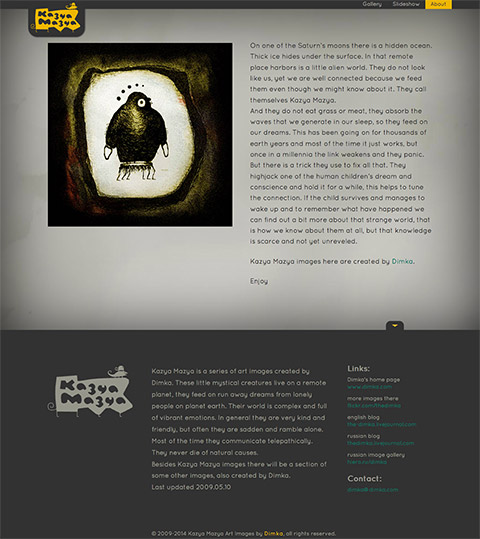 Kazya
Mazya
Gallery Slideshow About
On one of the Saturn's moons there is a hidden ocean.
Thick ice hides under the surface. In that remote
place harbors is a little alien world. They do not look
like us, yet we are well connected because we feed
them even though we might know about it. They call
themselves Kazya Mazya.
And they do not eat grass or meat, they absorb the
waves that we generate in our sleep, so they feed on
our dreams. This has been going on for thousands of
earth years and most of the time it just works, but
once in a millennia the link weakens and they panic.
But there is a trick they use to fix all that. They
highjack one of the human children's dream and
conscience and hold it for a while, this helps to tune
the connection. If the child survives and manages to
wake up and to remember what have happened we
can find out a bit more about that strange world, that
is how we know about them at all, but that knowledge
is scarce and not yet unreveled.
Kazya Mazya images here are created by Dimka.
Enjoy
Kazya
Mazya
Kazya Mazya is a series of art images created by
Dimka. These little mystical creatures live on a remote
planet, they feed on run away dreams from lonely
people on planet earth. Their world is complex and full
of vibrant emotions. In general they are very kind and
friendly, but often they are sadden and ramble alone.
Most of the time they communicate telepathically.
They never die of natural causes.
Besides Kazya Mazya images there will be a section of
some other images, also created by Dimka.
Last updated 2009.05.10
Links:
Dimka's home page
www.dimka.com
more images there
flickr.com/thedimka
english blog
the-dimka.livejournal.com
russian blog
thedimka.livejournal.com
russian image gallery
Contact:
dimka@dimka.com
© 2009-2014 Kazya Mazya Art Images by Dimka, all rights reserved.